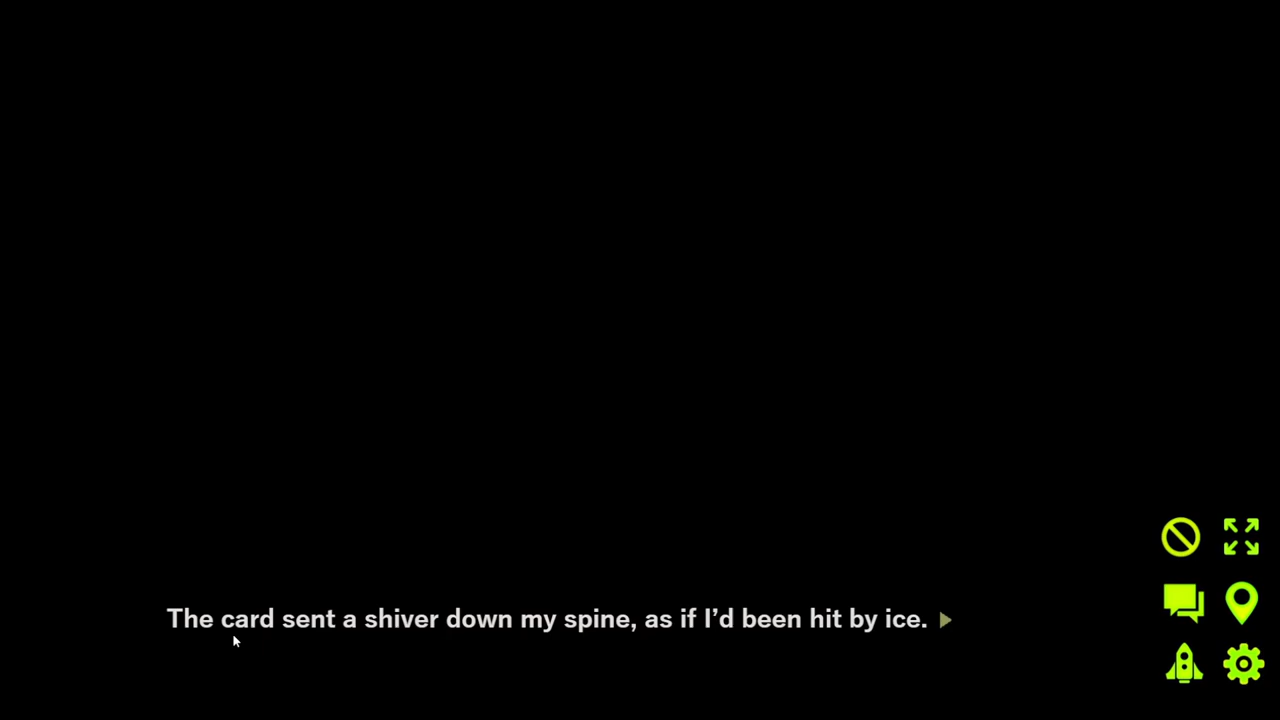 The card sent a shiver down my spine, as if I’d been hit by ice.